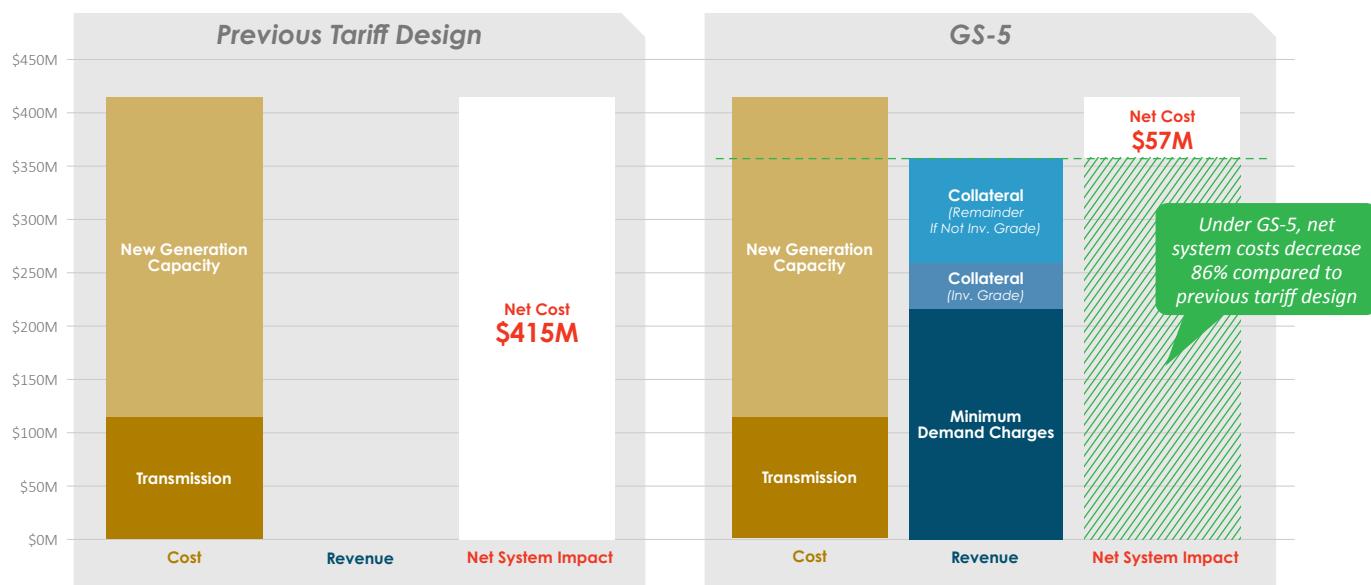 Previous Tariff Design
GS-5
$450M
$400M
$350M
$300M
$250M
$200M
$150M
$100M
$50M
$0M
New Generation
Capacity
Transmission
Net Cost
$415M
Cost
Revenue
Net System Impact
New Generation
Capacity
Transmission
Collateral
(Remainder
If Not Inv. Grade)
Collateral
(Inv. Grade)
Minimum
Demand Charges
Net Cost
$57M
Under GS-5, net
system costs decrease
86% compared to
previous tariff design
Cost
Revenue
Net System Impact